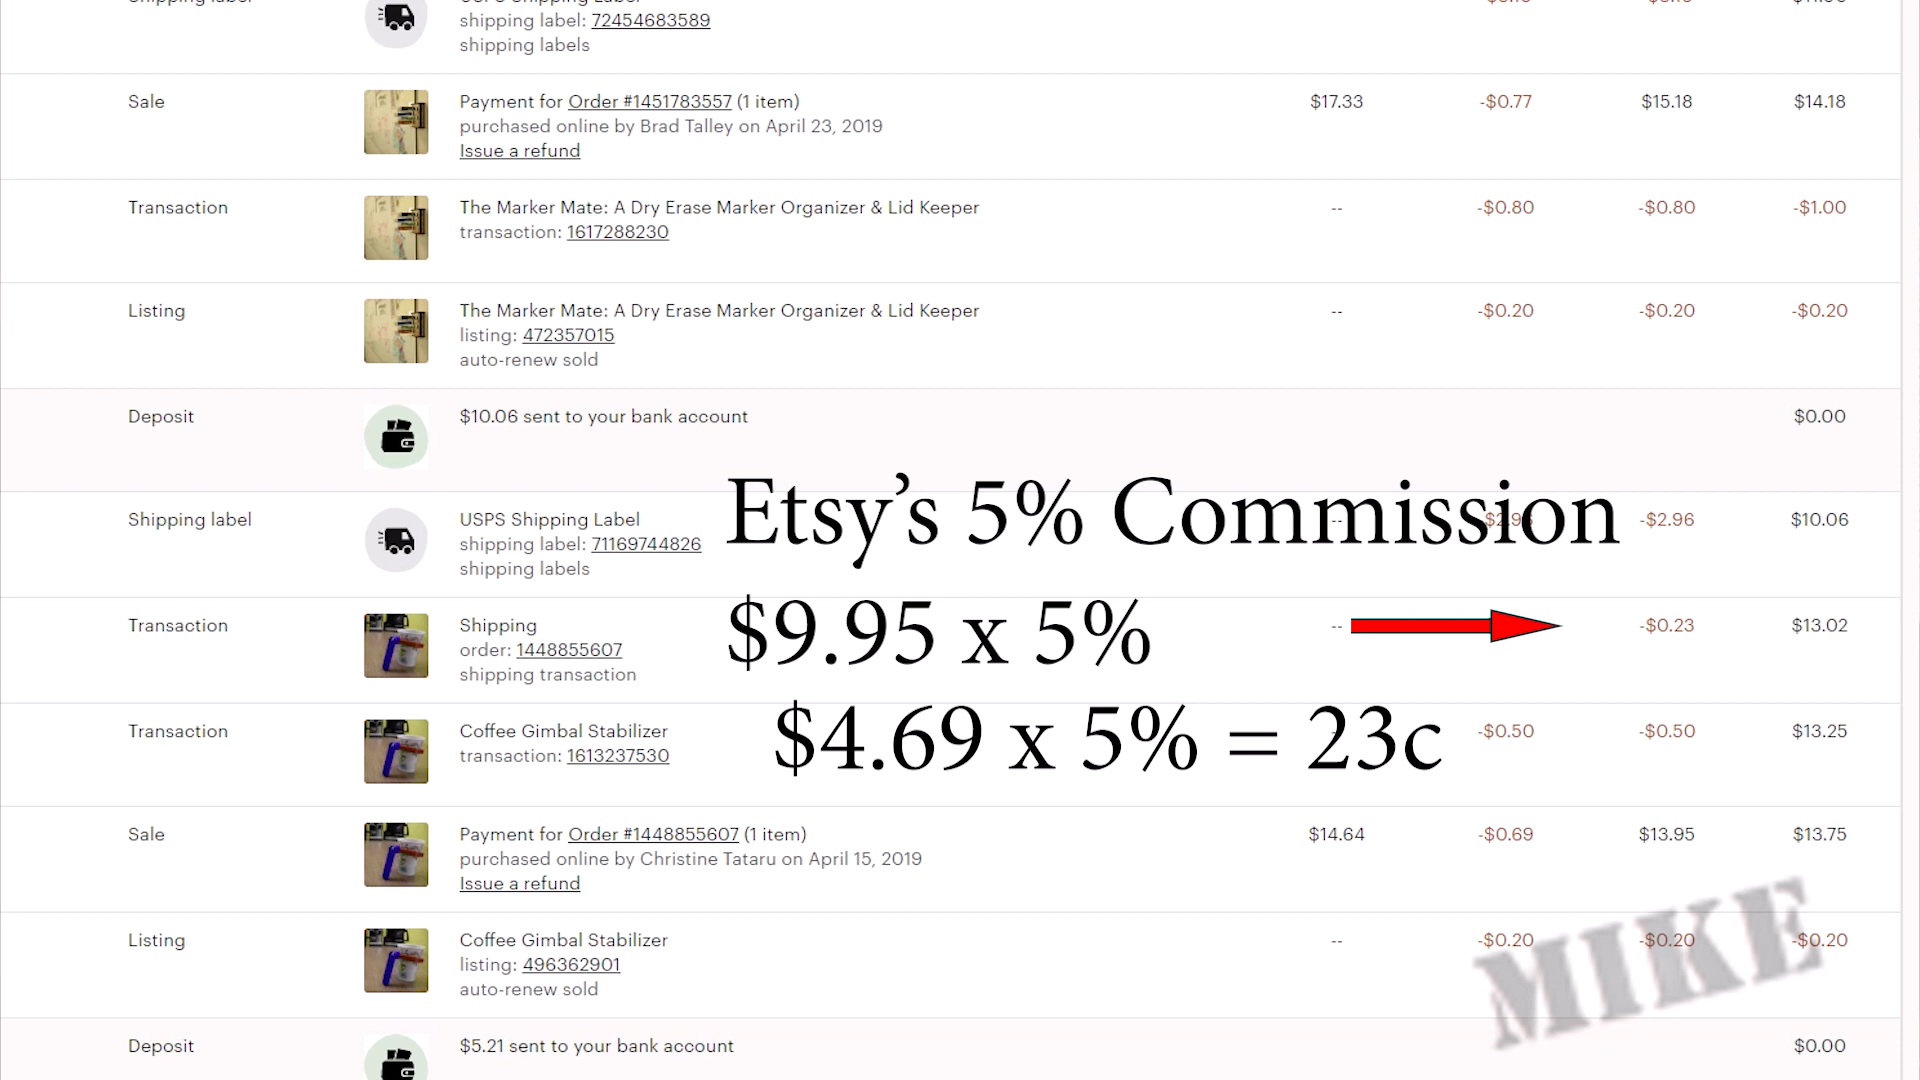 shipping label: 72454683589
shipping labels
Sale
Payment for Order #1451783557 (1 item)
purchased online by Brad Talley on April 23, 2019
Issue a refund
$17.33
-$0.77
$15.18
$14.18
Transaction
The Marker Mate: A Dry Erase Marker Organizer & Lid Keeper
transaction: 1617288230
--
-$0.80
-$0.80
-$1.00
Listing
The Marker Mate: A Dry Erase Marker Organizer & Lid Keeper
listing: 472357015
auto-renew sold
--
-$0.20
-$0.20
-$0.20
Deposit
$10.06 sent to your bank account
$0.00
Etsy’s 5% Commission
Shipping label
USPS Shipping Label
shipping label: 71169744826
shipping labels
-$2.96
$10.06
$9.95 x 5%
Transaction
Shipping
order: 1448855607
shipping transaction
--
-$0.23
$13.02
$4.69 x 5% = 23c
Transaction
Coffee Gimbal Stabilizer
transaction: 1613237530
-$0.50
-$0.50
$13.25
Sale
Payment for Order #1448855607 (1 item)
purchased online by Christine Tataru on April 15, 2019
Issue a refund
$14.64
-$0.69
$13.95
$13.75
Listing
Coffee Gimbal Stabilizer
listing: 496362901
auto-renew sold
--
-$0.20
-$0.20
-$0.20
MIKE
Deposit
$5.21 sent to your bank account
$0.00